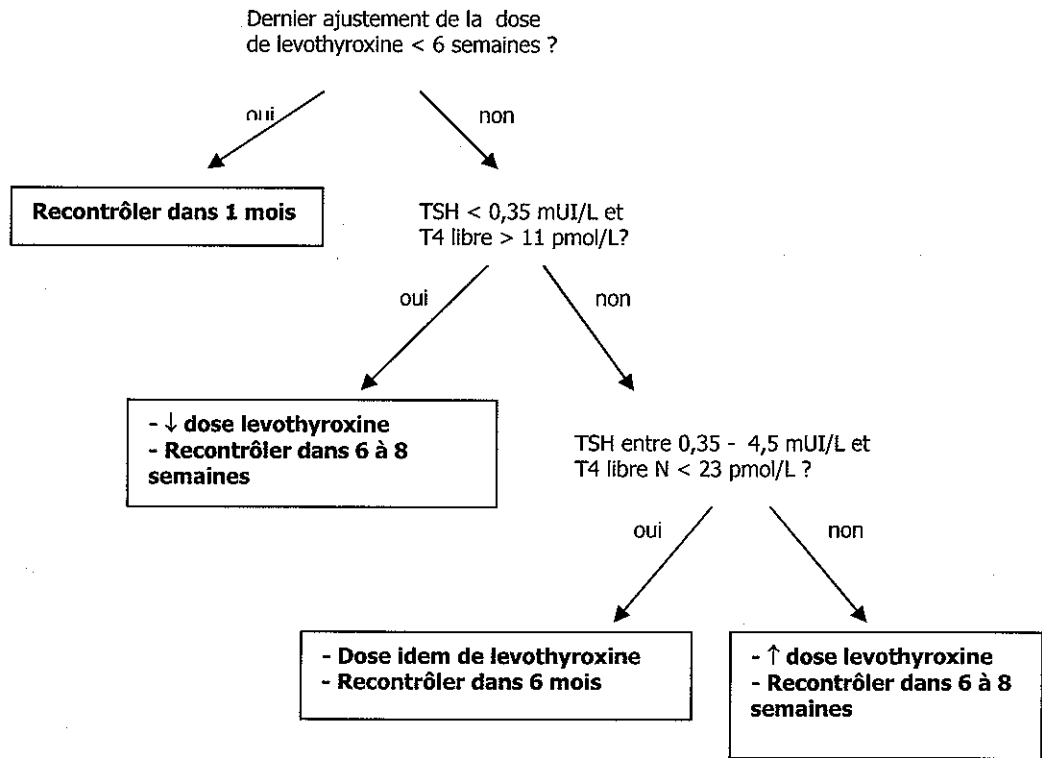 Dernier ajustement de la dose
de levothyroxine < 6 semaines ?
oui
non
Recontrôler dans 1 mois
TSH < 0,35 mUI/L et
T4 libre > 11 pmol/L?
oui
non
- ↓ dose levothyroxine
- Recontrôler dans 6 à 8
semaines
TSH entre 0,35 - 4,5 mUI/L et
T4 libre N < 23 pmol/L ?
oui
non
- Dose idem de levothyroxine
- Recontrôler dans 6 mois
- ↑ dose levothyroxine
- Recontrôler dans 6 à 8
semaines